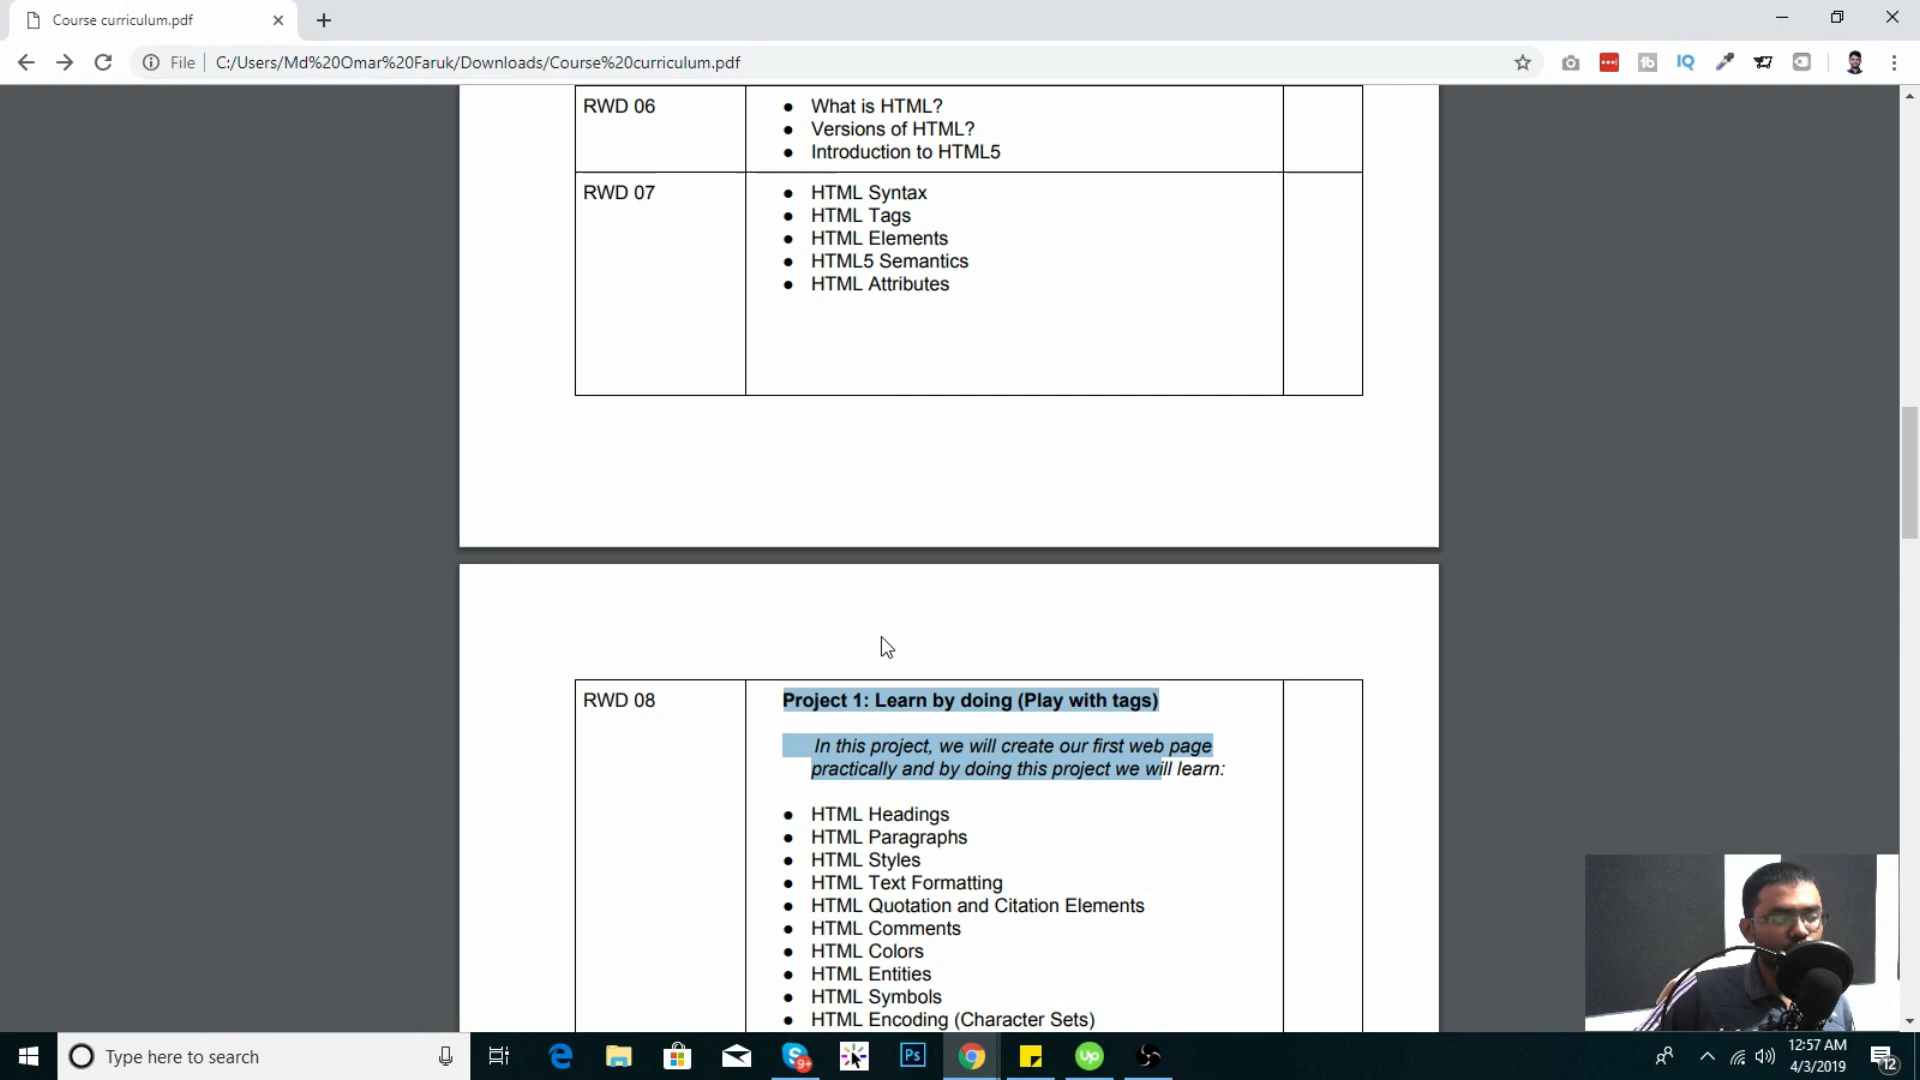 Course curriculum.pdf
File
C:/Users/Md%20Omar%20Faruk/Downloads/Course%20curriculum.pdf
IQ
RWD 06
● What is HTML?
● Versions of HTML?
● Introduction to HTML5
RWD 07
● HTML Syntax
● HTML Tags
● HTML Elements
● HTML5 Semantics
● HTML Attributes
RWD 08
Project 1: Learn by doing (Play with tags)
In this project, we will create our first web page
practically and by doing this project we will learn:
● HTML Headings
● HTML Paragraphs
● HTML Styles
● HTML Text Formatting
● HTML Quotation and Citation Elements
● HTML Comments
● HTML Colors
● HTML Entities
● HTML Symbols
● HTML Encoding (Character Sets)
Type here to search
9+
Ps
Up
12:57 AM
4/3/2019
12